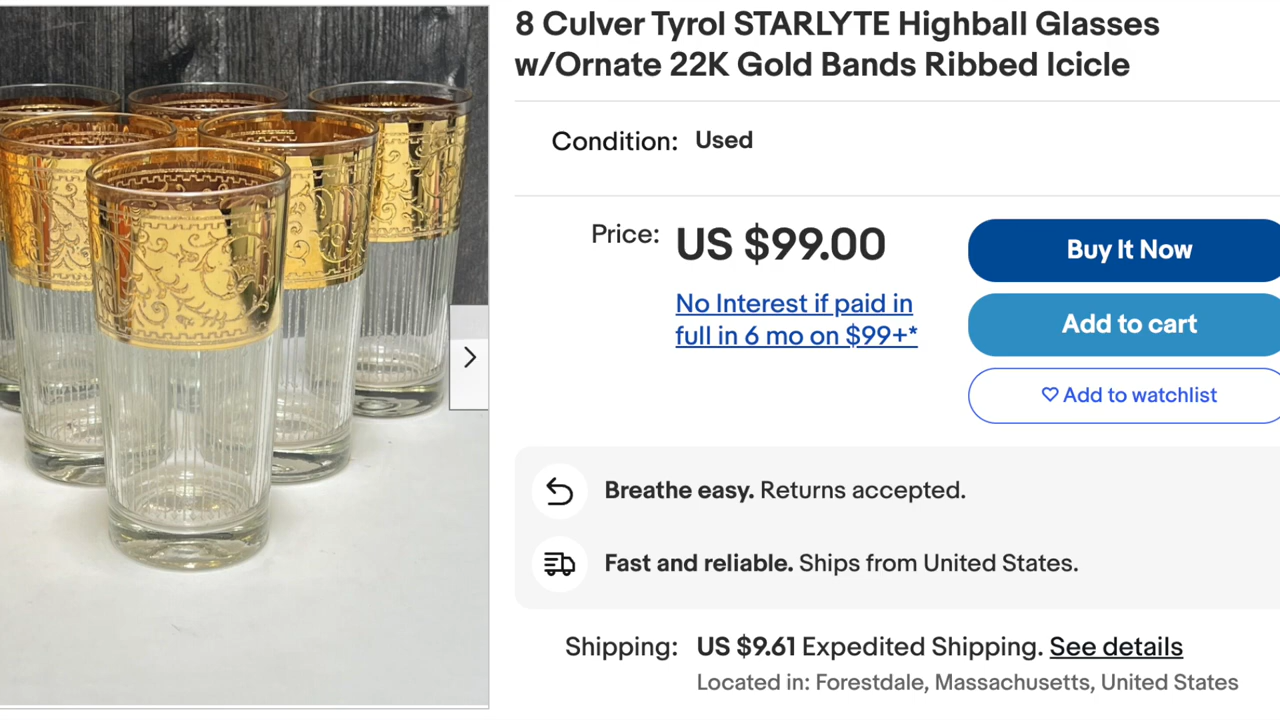 8 Culver Tyrol STARLYTE Highball Glasses
w/Ornate 22K Gold Bands Ribbed Icicle
Condition: Used
Price: US $99.00
No Interest if paid in
full in 6 mo on $99+*
Buy It Now
Add to cart
Add to watchlist
Breathe easy. Returns accepted.
Fast and reliable. Ships from United States.
Shipping: US $9.61 Expedited Shipping. See details
Located in: Forestdale, Massachusetts, United States